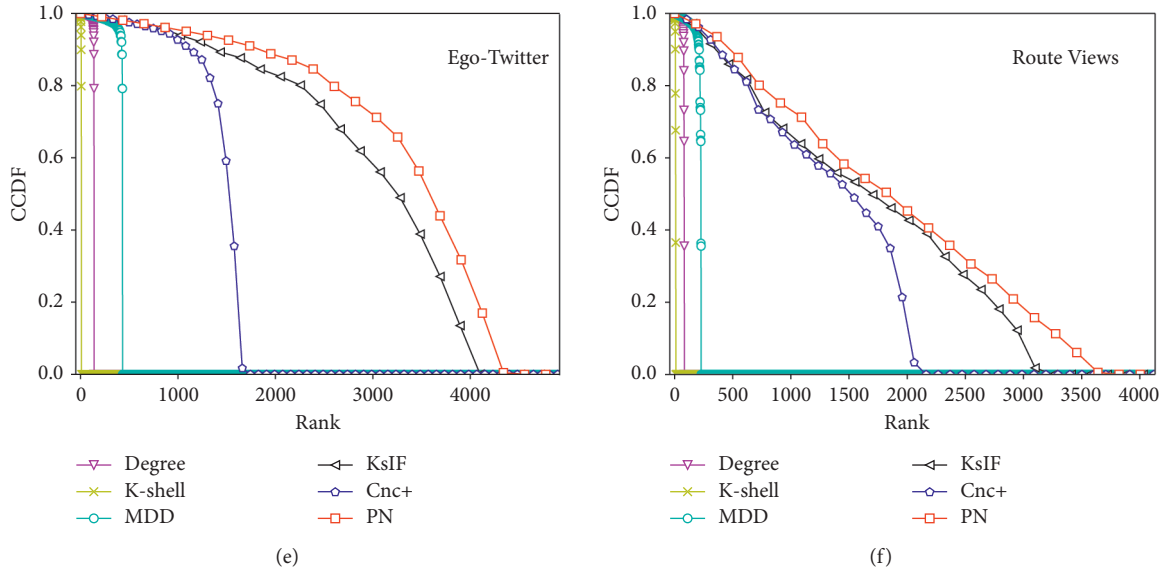 1.0
0.8
0.6
0.4
0.2
0.0
CCDF
Ego-Twitter
0 1000 2000 3000 4000
Rank
Degree
K-shell
MDD
KsIF
Cnc+
PN
(e)
1.0
0.8
0.6
0.4
0.2
0.0
CCDF
Route Views
0 500 1000 1500 2000 2500 3000 3500 4000
Rank
Degree
K-shell
MDD
KsIF
Cnc+
PN
(f)